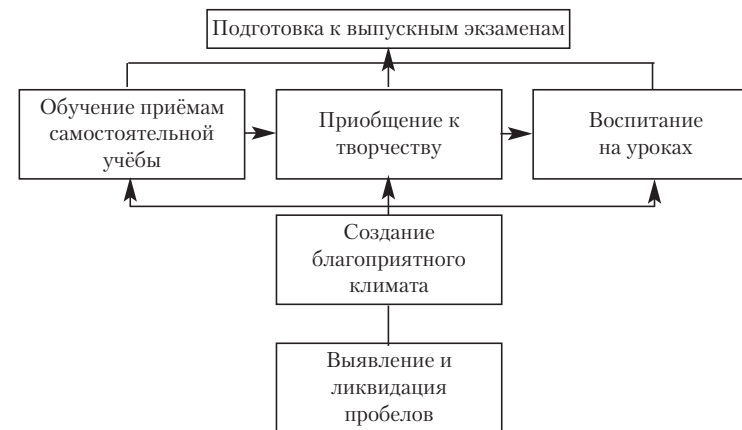 Подготовка к выпускным экзаменам
Обучение приёмам
самостоятельной
учёбы
Приобщение к
творчеству
Воспитание
на уроках
Создание
благоприятного
климата
Выявление и
ликвидация
пробелов